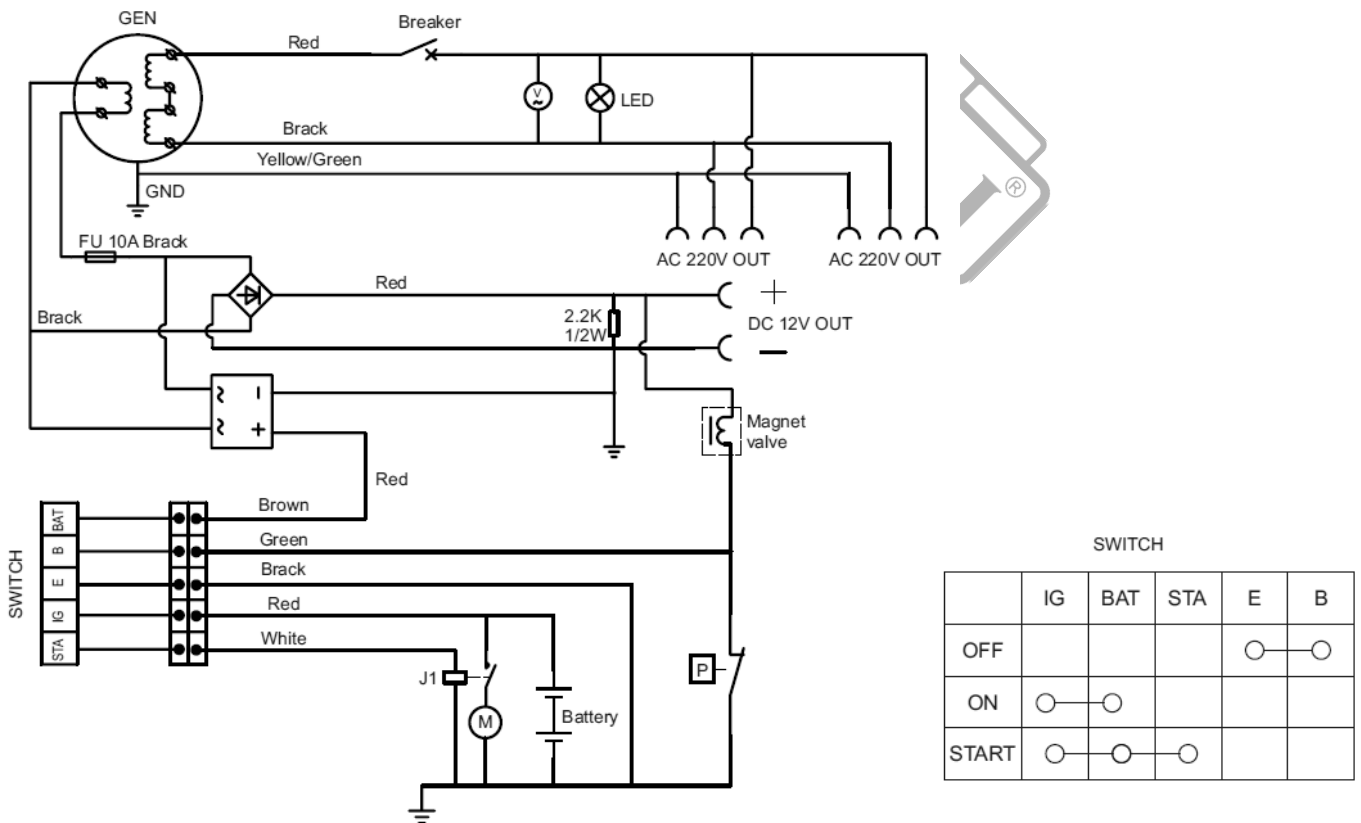 GEN
Breaker
Red
V
LED
Brack
Yellow/Green
GND
®
FU 10A Brack
AC 220V OUT
AC 220V OUT
Red
+
Brack
2.2K
1/2W
DC 12V OUT
−
~ −
~ +
Magnet
valve
Red
SWITCH
BAT
B
E
IG
STA
Brown
Green
Brack
Red
White
J1
M
Battery
P
SWITCH
IG BAT STA E B
OFF
ON
START